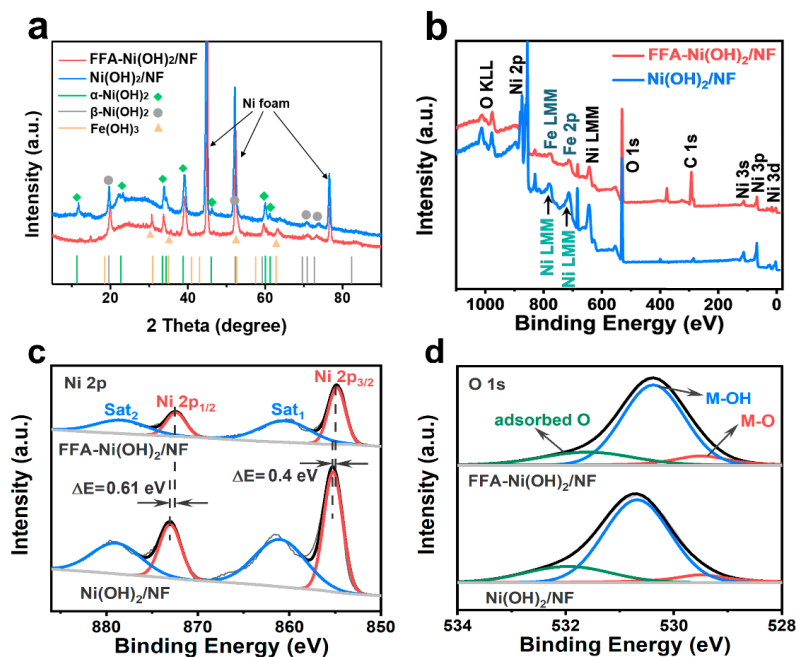 a
FFA-Ni(OH)₂/NF
Ni(OH)₂/NF
α-Ni(OH)₂
β-Ni(OH)₂
Fe(OH)₃
Ni foam
Intensity (a.u.)
20 40 60 80
2 Theta (degree)
b
FFA-Ni(OH)₂/NF
Ni(OH)₂/NF
O KLL
Ni 2p
Fe LMM
Fe 2p
Ni LMM
O 1s
C 1s
Ni 3s
Ni 3p
Ni 3d
Ni LMM
Ni LMM
Intensity (a.u.)
1000 800 600 400 200 0
Binding Energy (eV)
c
Ni 2p
Ni 2p₃/₂
Ni 2p₁/₂
Sat₂
Sat₁
FFA-Ni(OH)₂/NF
ΔE=0.61 eV
ΔE=0.4 eV
Ni(OH)₂/NF
Intensity (a.u.)
880 870 860 850
Binding Energy (eV)
d
O 1s
M-OH
adsorbed O
M-O
FFA-Ni(OH)₂/NF
Ni(OH)₂/NF
Intensity (a.u.)
534 532 530 528
Binding Energy (eV)